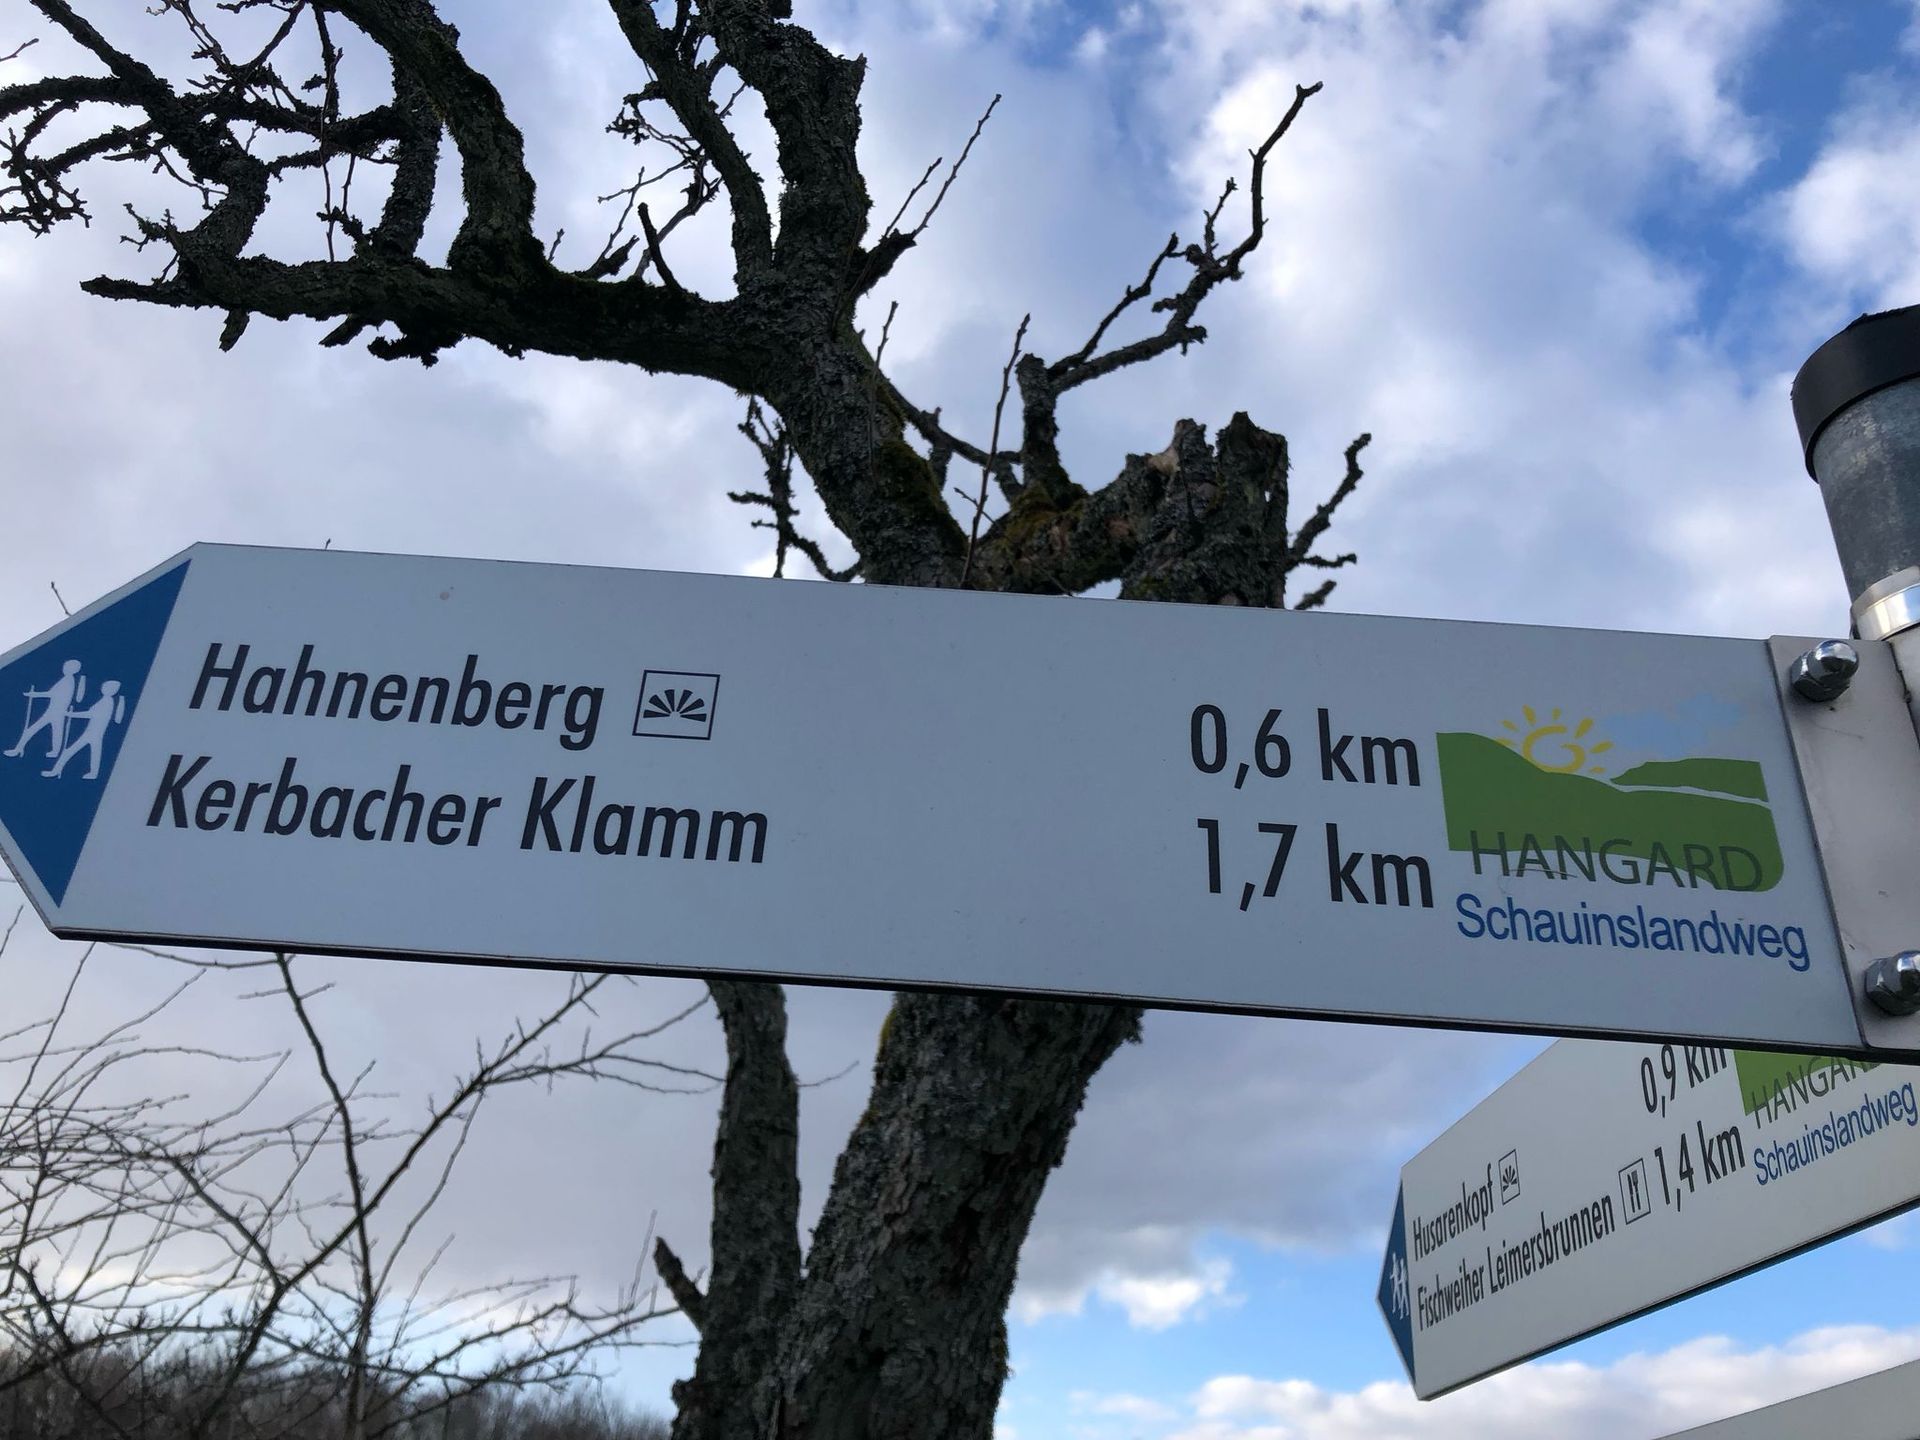 Hahnenberg 0,6 km
Kerbacher Klamm 1,7 km
HANGARD
Schauinslandweg
Husarenkopf 0,9 km
Fischweiher Leimersbrunnen 1,4 km
HANGARD
Schauinslandweg